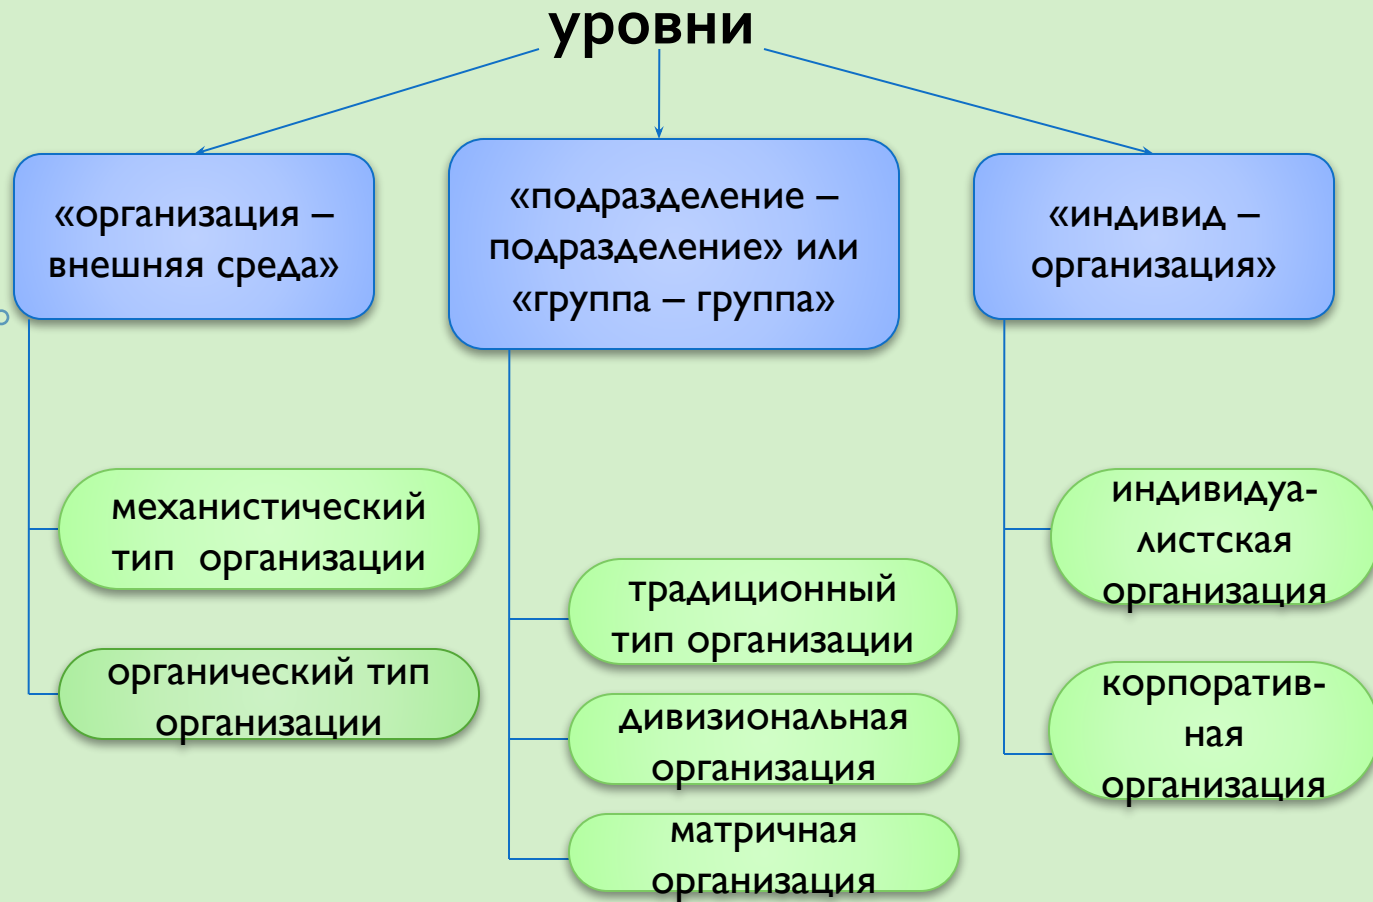 уровни
«организация –
внешняя среда»
«подразделение –
подразделение» или
«группа – группа»
«индивид –
организация»
механистический
тип организации
органический тип
организации
традиционный
тип организации
дивизиональная
организация
матричная
организация
индивидуа-
листская
организация
корпоратив-
ная
организация